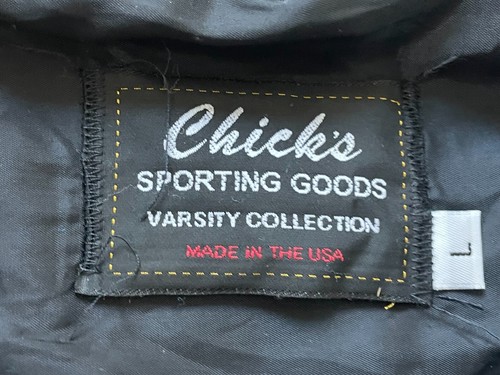 Chick's
SPORTING GOODS
VARSITY COLLECTION
MADE IN THE USA
L